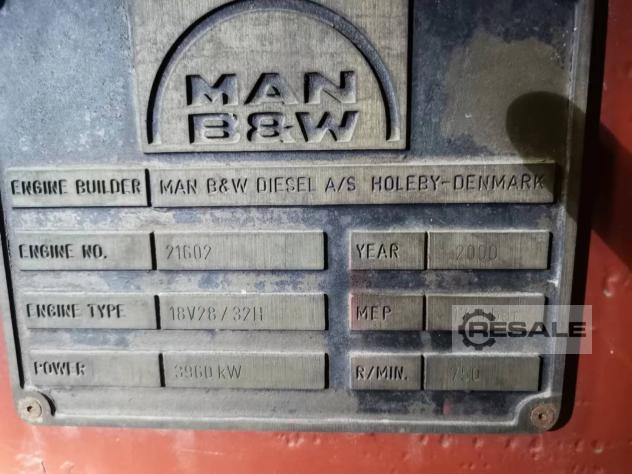 MAN
B&W
ENGINE BUILDER MAN B&W DIESEL A/S HOLEBY-DENMARK
ENGINE NO. 21602 YEAR 2000
ENGINE TYPE 18V28/32H MEP
RESALE
POWER 3960 kW R/MIN. 750